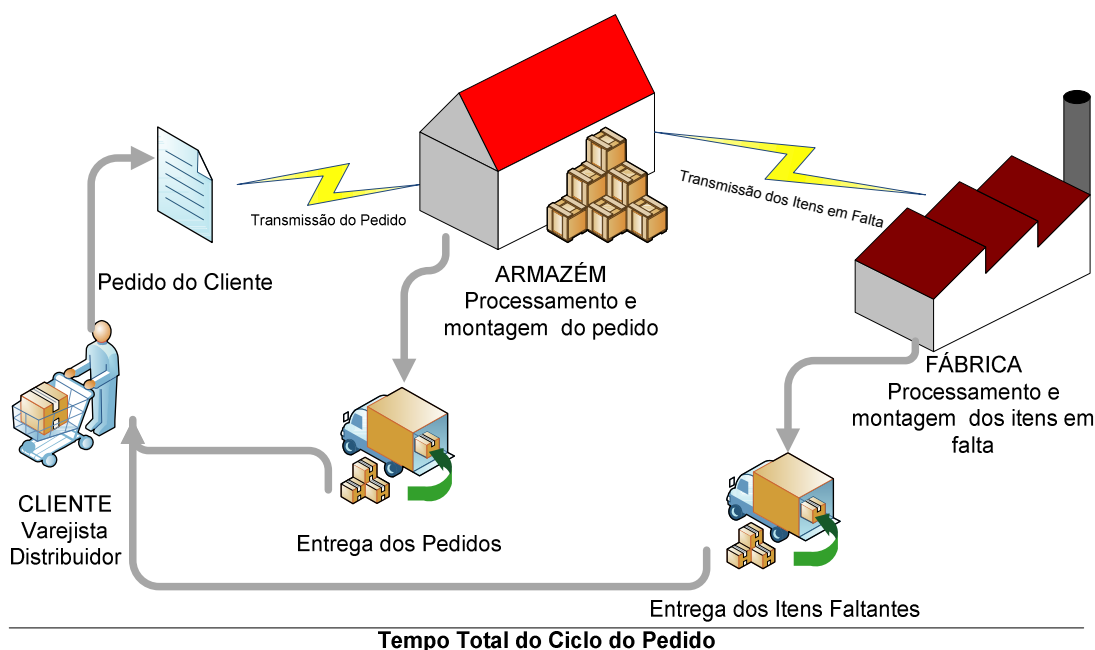 Transmissão do Pedido
Transmissão dos Itens em Falta
Pedido do Cliente
ARMAZÉM
Processamento e
montagem do pedido
FÁBRICA
Processamento e
montagem dos itens em
falta
CLIENTE
Varejista
Distribuidor
Entrega dos Pedidos
Entrega dos Itens Faltantes
Tempo Total do Ciclo do Pedido